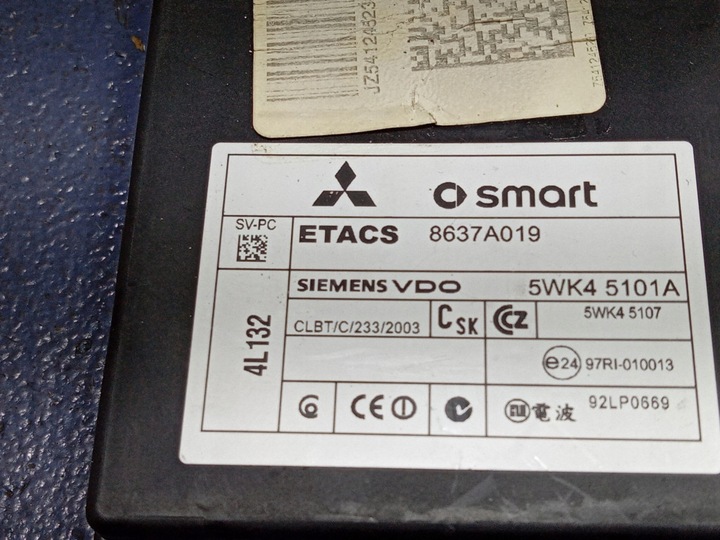 JZ54124623
smart
SV-PC
ETACS 8637A019
SIEMENS VDO 5WK4 5101A
4L132
CLBT/C/233/2003
CSK
5WK4 5107
e24 97RI-010013
CE
電波 92LP0669